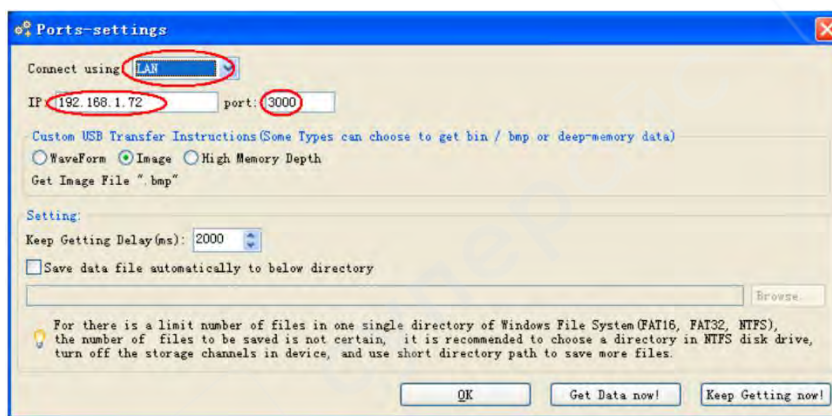 Ports-settings
Connect using: LAN
IP: 192.168.1.72 port: 3000
Custom USB Transfer Instructions(Some Types can choose to get bin / bmp or deep-memory data)
WaveForm Image High Memory Depth
Get Image File ".bmp"
Setting:
Keep Getting Delay(ms): 2000
Save data file automatically to below directory
Browse
For there is a limit number of files in one single directory of Windows File System(FAT16, FAT32, NTFS),
the number of files to be saved is not certain, it is recommended to choose a directory in NTFS disk drive,
turn off the storage channels in device, and use short directory path to save more files.
OK Get Data now! Keep Getting now!